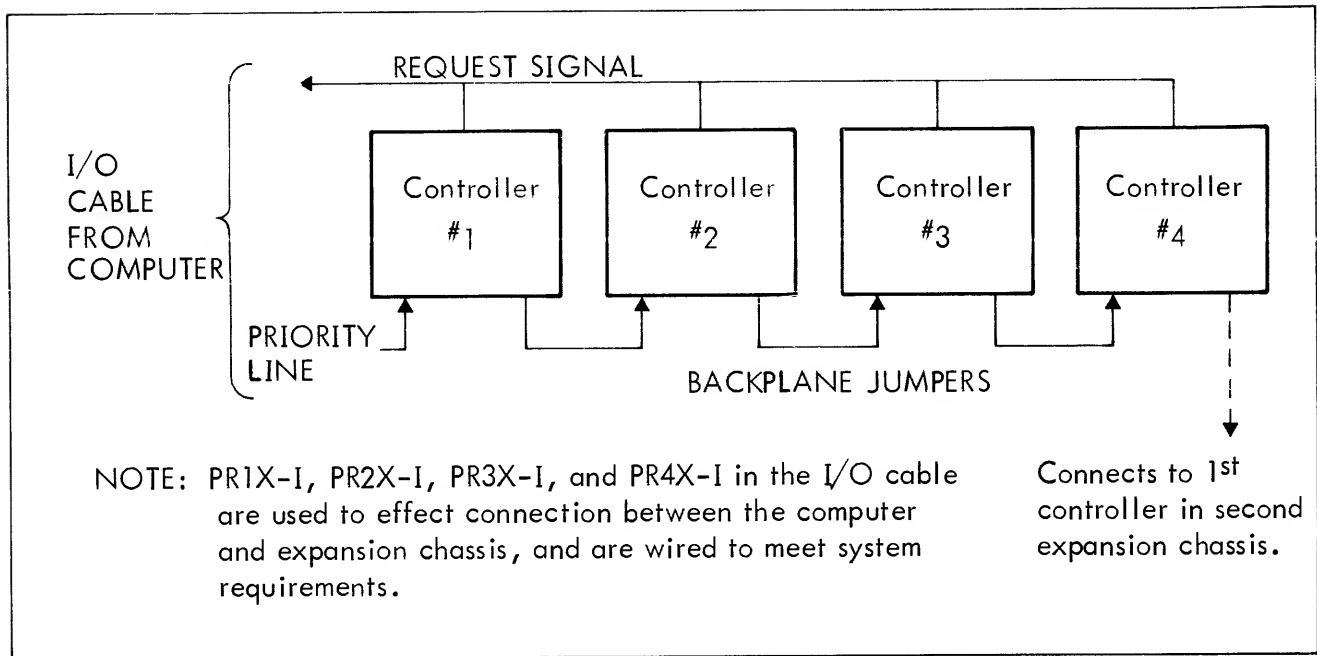 REQUEST SIGNAL
I/O
CABLE
FROM
COMPUTER
Controller
#1
Controller
#2
Controller
#3
Controller
#4
PRIORITY
LINE
BACKPLANE JUMPERS
NOTE: PR1X-I, PR2X-I, PR3X-I, and PR4X-I in the I/O cable
are used to effect connection between the computer
and expansion chassis, and are wired to meet system
requirements.
Connects to 1st
controller in second
expansion chassis.